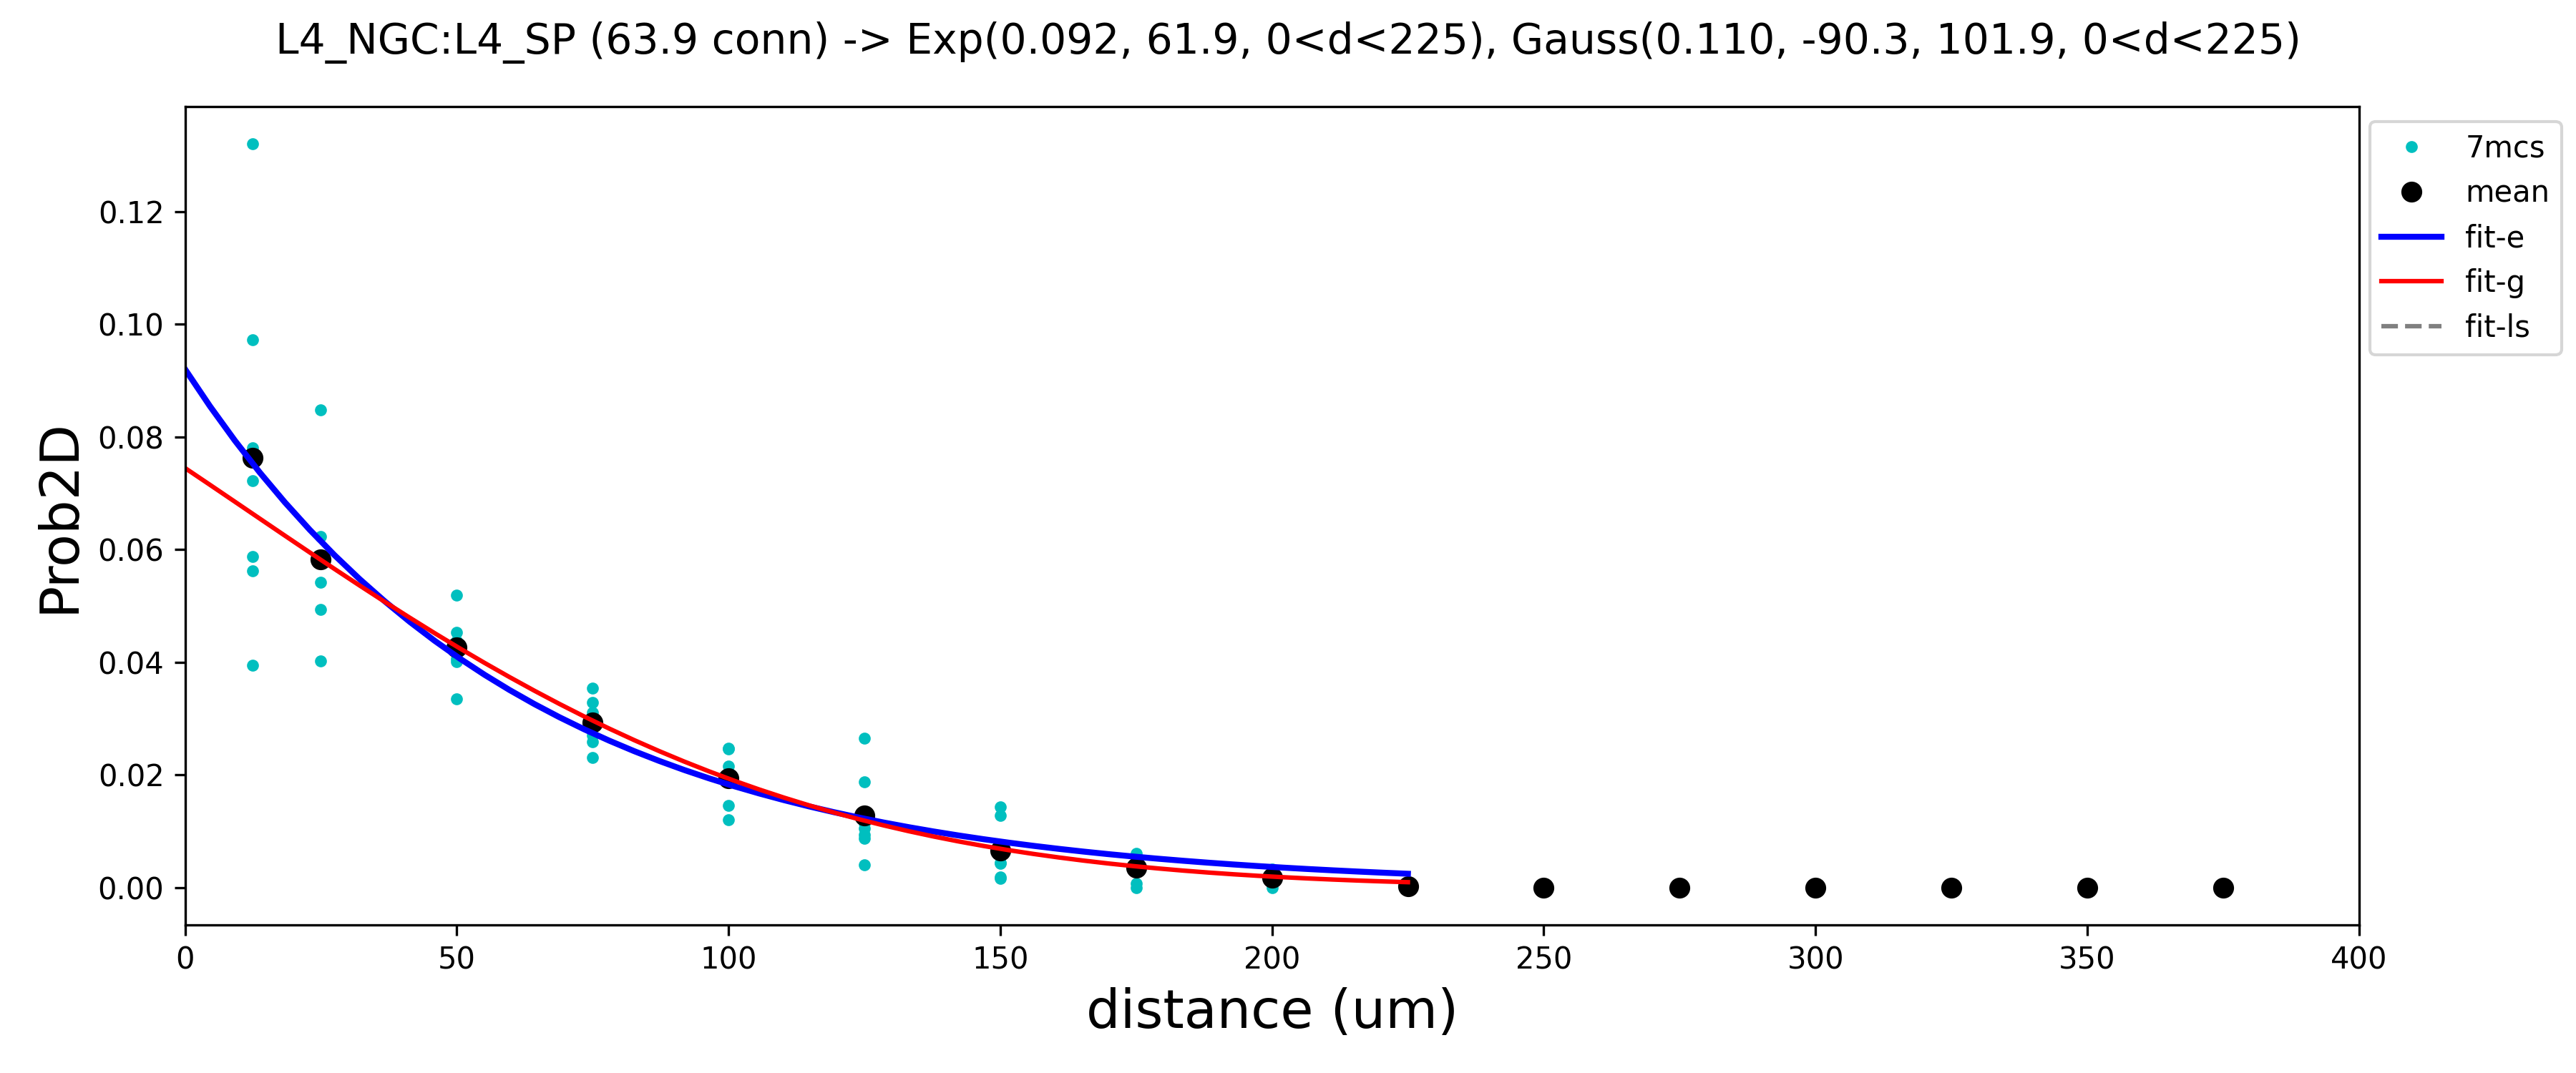 L4_NGC:L4_SP (63.9 conn) -> Exp(0.092, 61.9, 0<d<225), Gauss(0.110, -90.3, 101.9, 0<d<225)
7mcs
mean
fit-e
fit-g
fit-ls
Prob2D
0.12
0.10
0.08
0.06
0.04
0.02
0.00
0 50 100 150 200 250 300 350 400
distance (um)